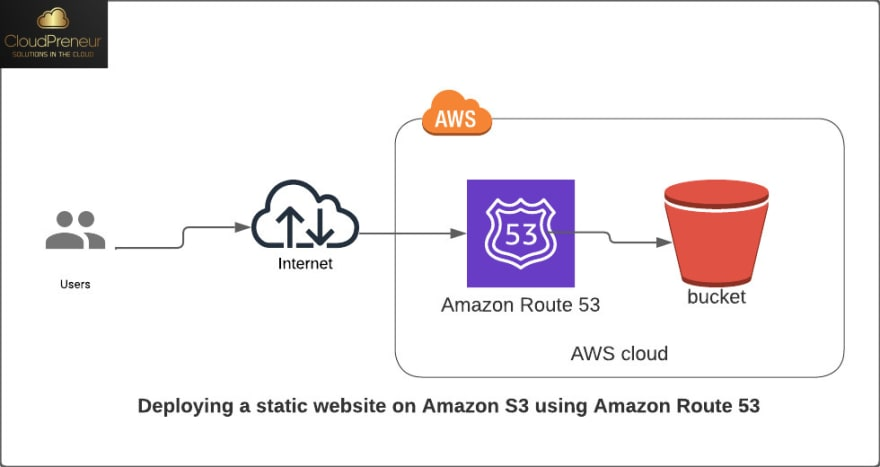 CloudPreneur
SOLUTIONS IN THE CLOUD
AWS
53
Internet
Users
Amazon Route 53
bucket
AWS cloud
Deploying a static website on Amazon S3 using Amazon Route 53